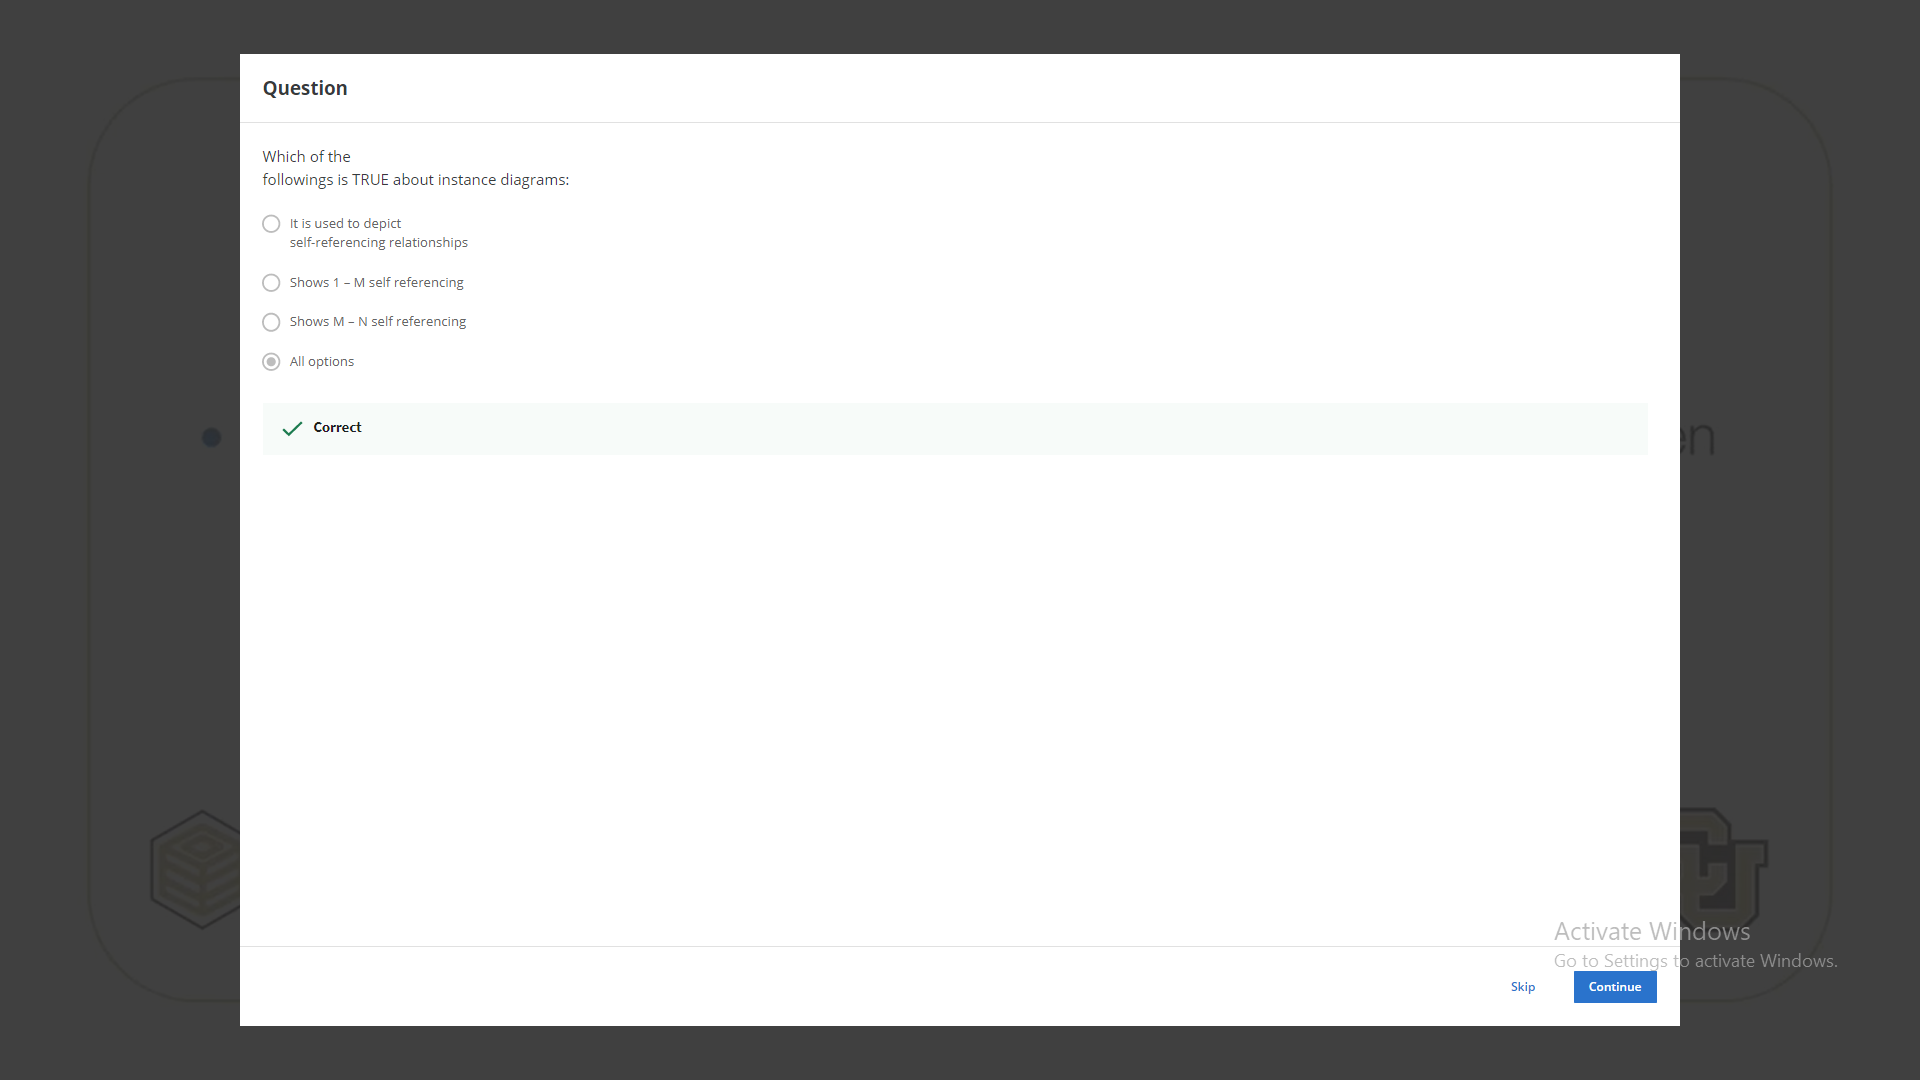 Question
Which of the
followings is TRUE about instance diagrams:
It is used to depict
self-referencing relationships
Shows 1 – M self referencing
Shows M – N self referencing
All options
Correct
en
CU
Activate Windows
Go to Settings to activate Windows.
Skip
Continue